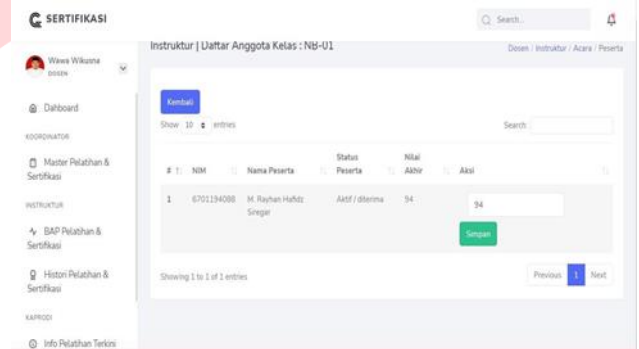 SERTIFIKASI
Search...
Wawa Wikusna
DOSEN
Dahboard
KOORDINATOR
Master Pelatihan &
Sertifikasi
INSTRUKTUR
BAP Pelatihan &
Sertifikasi
Histori Pelatihan &
Sertifikasi
KAPRODI
Info Pelatihan Terkini
Instruktur | Daftar Anggota Kelas : NB-01
Dosen / Instruktur / Acara / Peserta
Kembali
Show 10 entries
Search :
# NIM Nama Peserta Status Peserta Nilai Akhir Aksi
1 6701194088 M. Rayhan Hafidz Siregar Aktif / diterima 94 94
Simpan
Showing 1 to 1 of 1 entries
Previous 1 Next